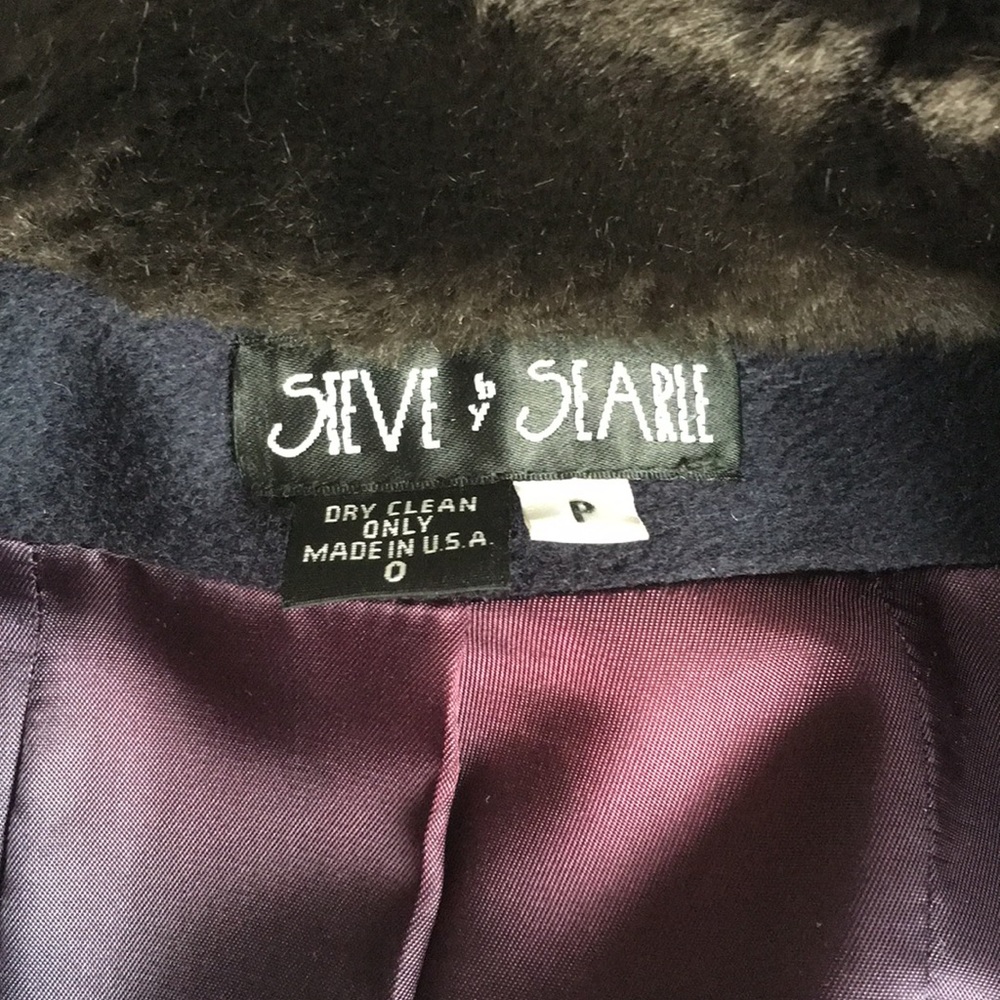 STEVE by SEARLE
DRY CLEAN
ONLY
MADE IN U.S.A.
0
P